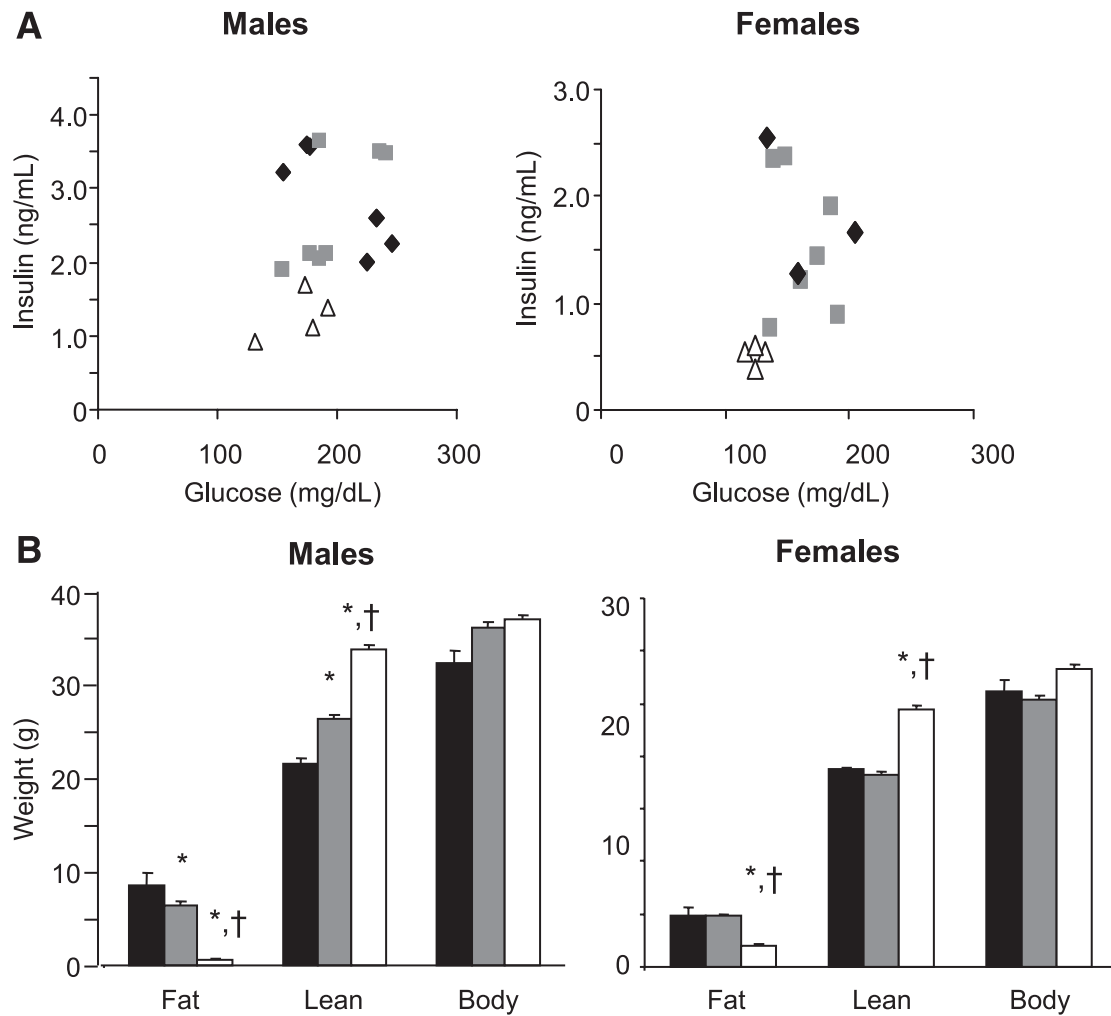 A
Males
Females
4.0
3.0
2.0
1.0
0
Insulin (ng/mL)
0 100 200 300
Glucose (mg/dL)
3.0
2.0
1.0
0
Insulin (ng/mL)
0 100 200 300
Glucose (mg/dL)
B
Males
Females
40
30
20
10
0
Weight (g)
*
*,†
*
*,†
Fat Lean Body
30
20
10
0
*,†
*,†
Fat Lean Body